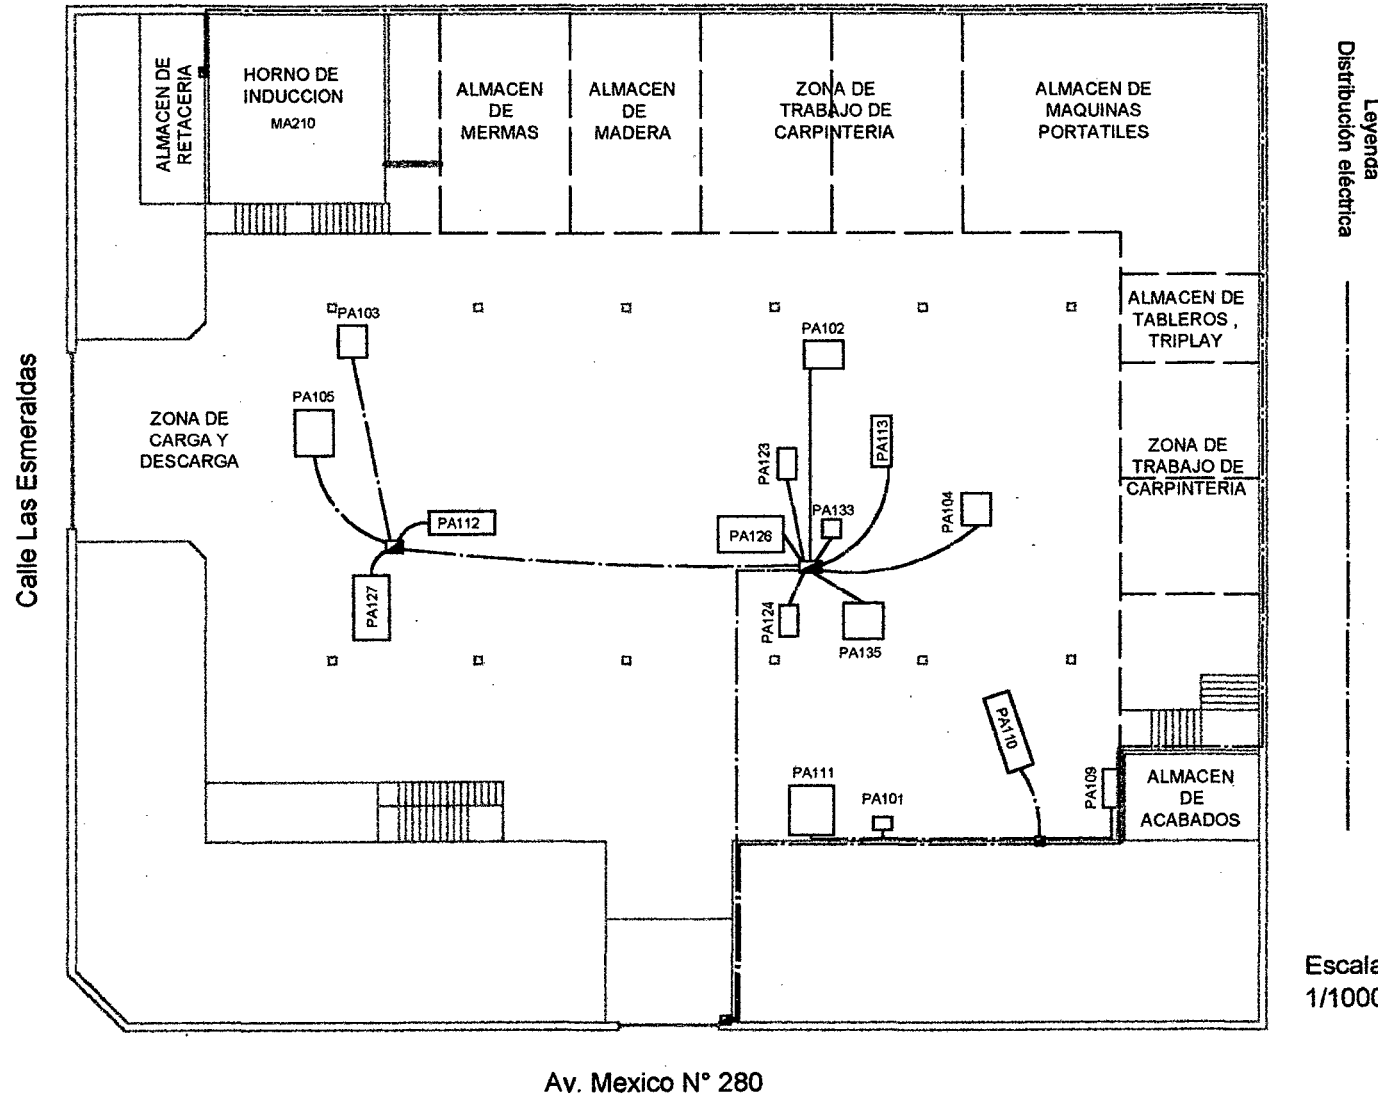 ALMACEN DE
RETACERIA
HORNO DE
INDUCCION
MA210
ALMACEN
DE
MERMAS
ALMACEN
DE
MADERA
ZONA DE
TRABAJO DE
CARPINTERIA
ALMACEN DE
MAQUINAS
PORTATILES
Leyenda
Distribución eléctrica
ALMACEN DE
TABLEROS ,
TRIPLAY
PA103
PA102
PA105
ZONA DE
CARGA Y
DESCARGA
Calle Las Esmeraldas
PA123
PA113
ZONA DE
TRABAJO DE
CARPINTERIA
PA112
PA133
PA104
PA126
PA127
PA124
PA135
PA110
PA111
PA101
PA109
ALMACEN
DE
ACABADOS
Escala
1/1000
Av. Mexico N° 280